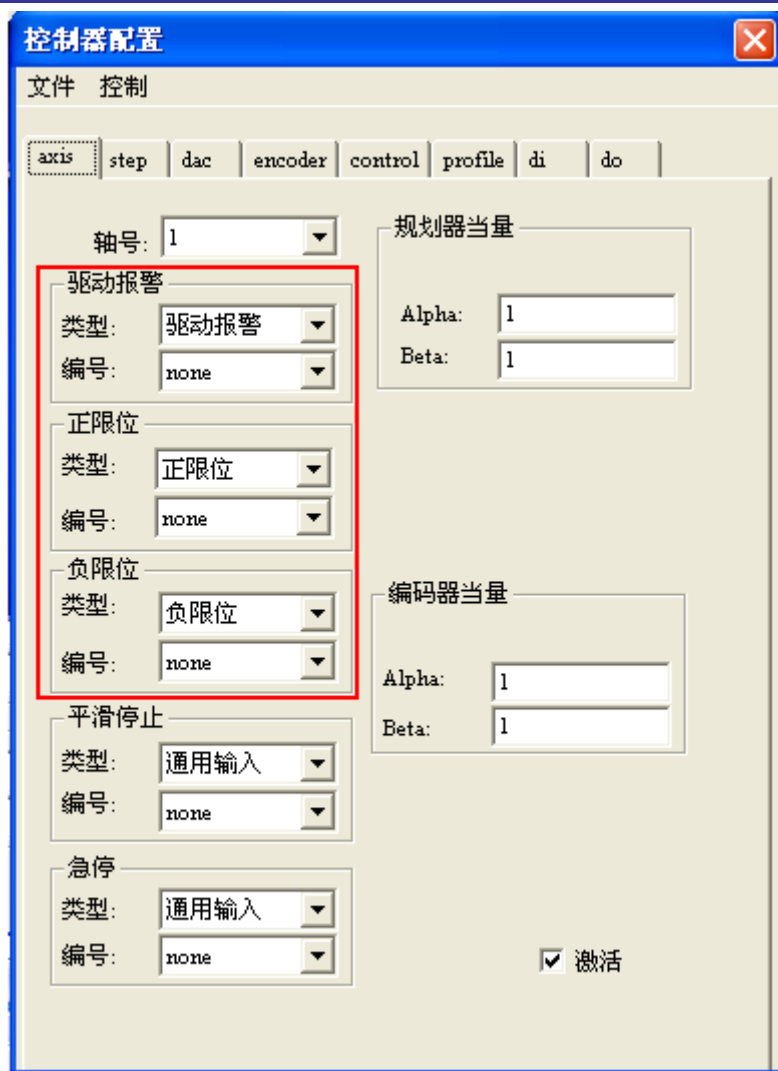 控制器配置
文件 控制
axis step dac encoder control profile di do
轴号: 1
驱动报警
类型: 驱动报警
编号: none
正限位
类型: 正限位
编号: none
负限位
类型: 负限位
编号: none
平滑停止
类型: 通用输入
编号: none
急停
类型: 通用输入
编号: none
规划器当量
Alpha: 1
Beta: 1
编码器当量
Alpha: 1
Beta: 1
激活